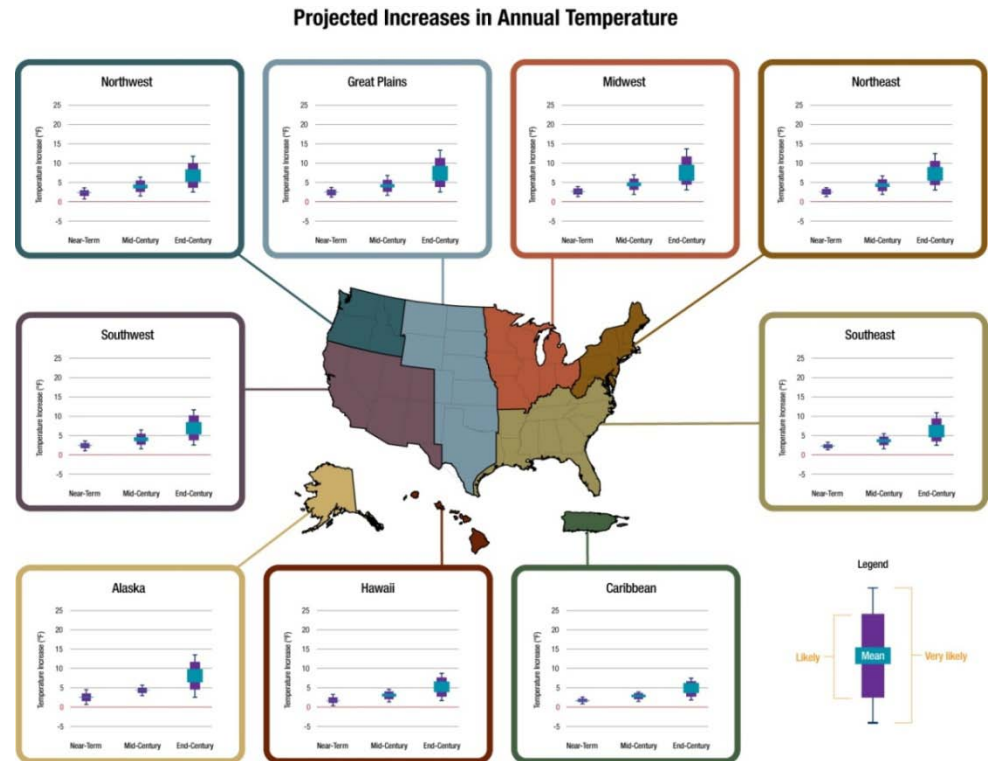 Projected Increases in Annual Temperature
Northwest
Temperature Increase (°F)
25
20
15
10
5
0
-5
Near-Term Mid-Century End-Century
Great Plains
Temperature Increase (°F)
25
20
15
10
5
0
-5
Near-Term Mid-Century End-Century
Midwest
Temperature Increase (°F)
25
20
15
10
5
0
-5
Near-Term Mid-Century End-Century
Northeast
Temperature Increase (°F)
25
20
15
10
5
0
-5
Near-Term Mid-Century End-Century
Southwest
Temperature Increase (°F)
25
20
15
10
5
0
-5
Near-Term Mid-Century End-Century
Southeast
Temperature Increase (°F)
25
20
15
10
5
0
-5
Near-Term Mid-Century End-Century
Alaska
Temperature Increase (°F)
25
20
15
10
5
0
-5
Near-Term Mid-Century End-Century
Hawaii
Temperature Increase (°F)
25
20
15
10
5
0
-5
Near-Term Mid-Century End-Century
Caribbean
Temperature Increase (°F)
25
20
15
10
5
0
-5
Near-Term Mid-Century End-Century
Legend
Likely Mean Very likely